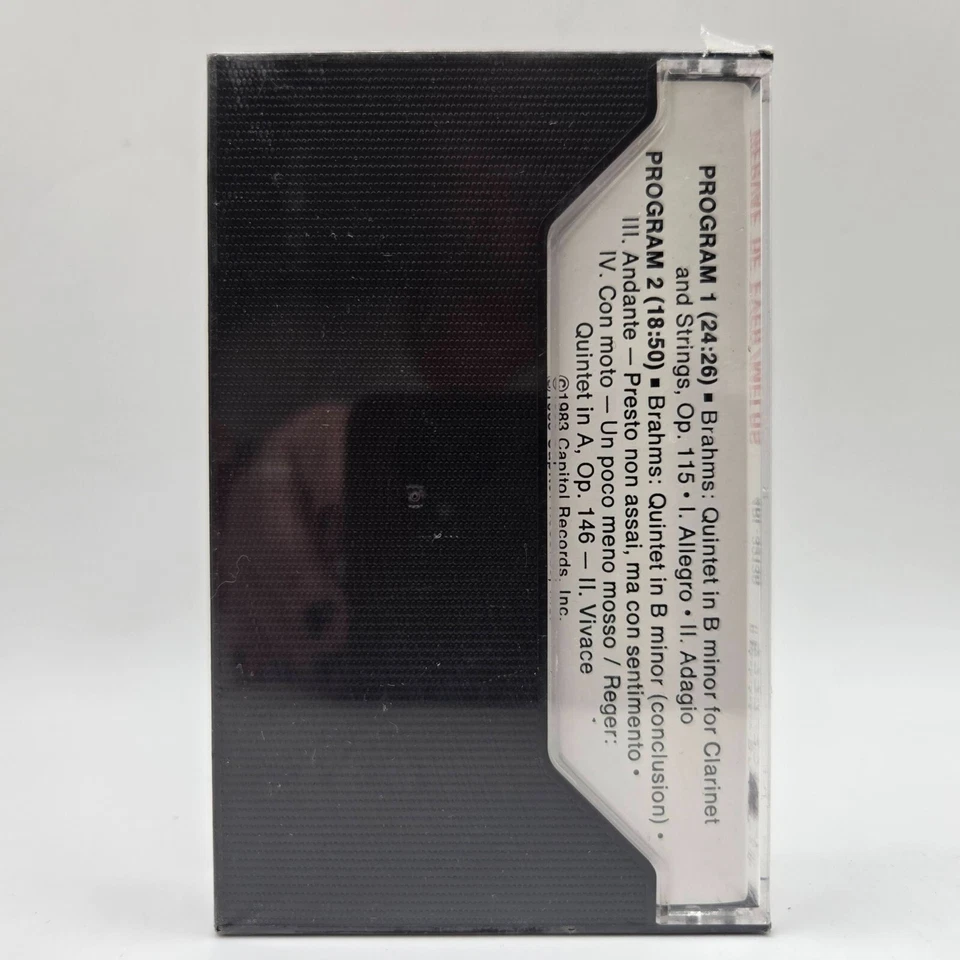 PROGRAM 1 (24:26) ▪ Brahms: Quintet in B minor for Clarinet
and Strings, Op. 115 • I. Allegro • II. Adagio
PROGRAM 2 (18:50) ▪ Brahms: Quintet in B minor (conclusion) •
III. Andante — Presto non assai, ma con sentimento •
IV. Con moto — Un poco meno mosso / Reger:
Quintet in A, Op. 146 — II. Vivace
©1983 Capitol Records, Inc.